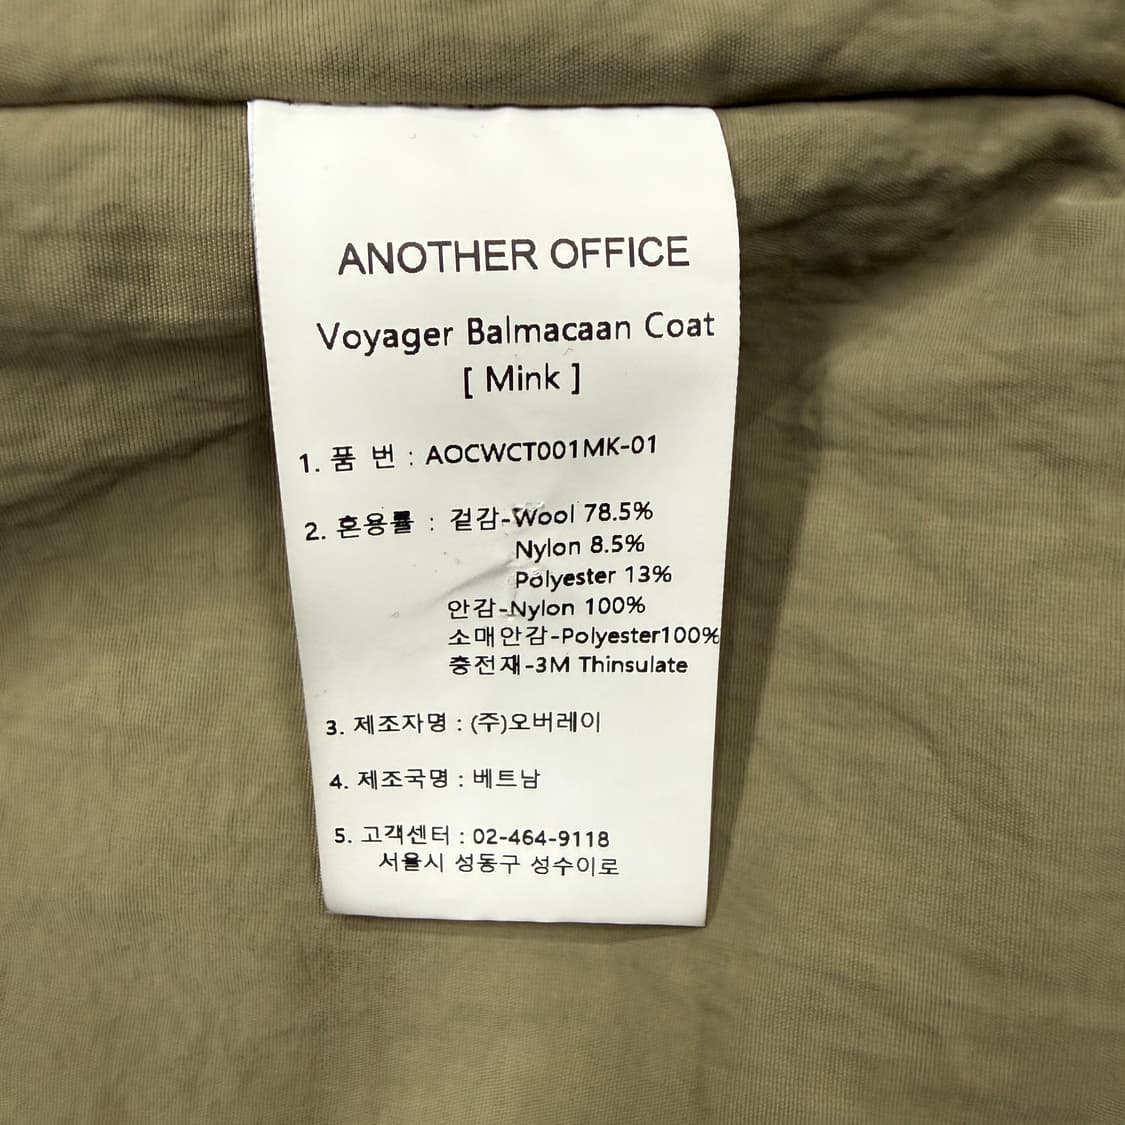 ANOTHER OFFICE
Voyager Balmacaan Coat
[ Mink ]
1. 품 번 : AOCWCT001MK-01
2. 혼용률 : 겉감-Wool 78.5%
Nylon 8.5%
Polyester 13%
안감-Nylon 100%
소매안감-Polyester100%
충전재-3M Thinsulate
3. 제조자명 : (주)오버레이
4. 제조국명 : 베트남
5. 고객센터 : 02-464-9118
서울시 성동구 성수이로